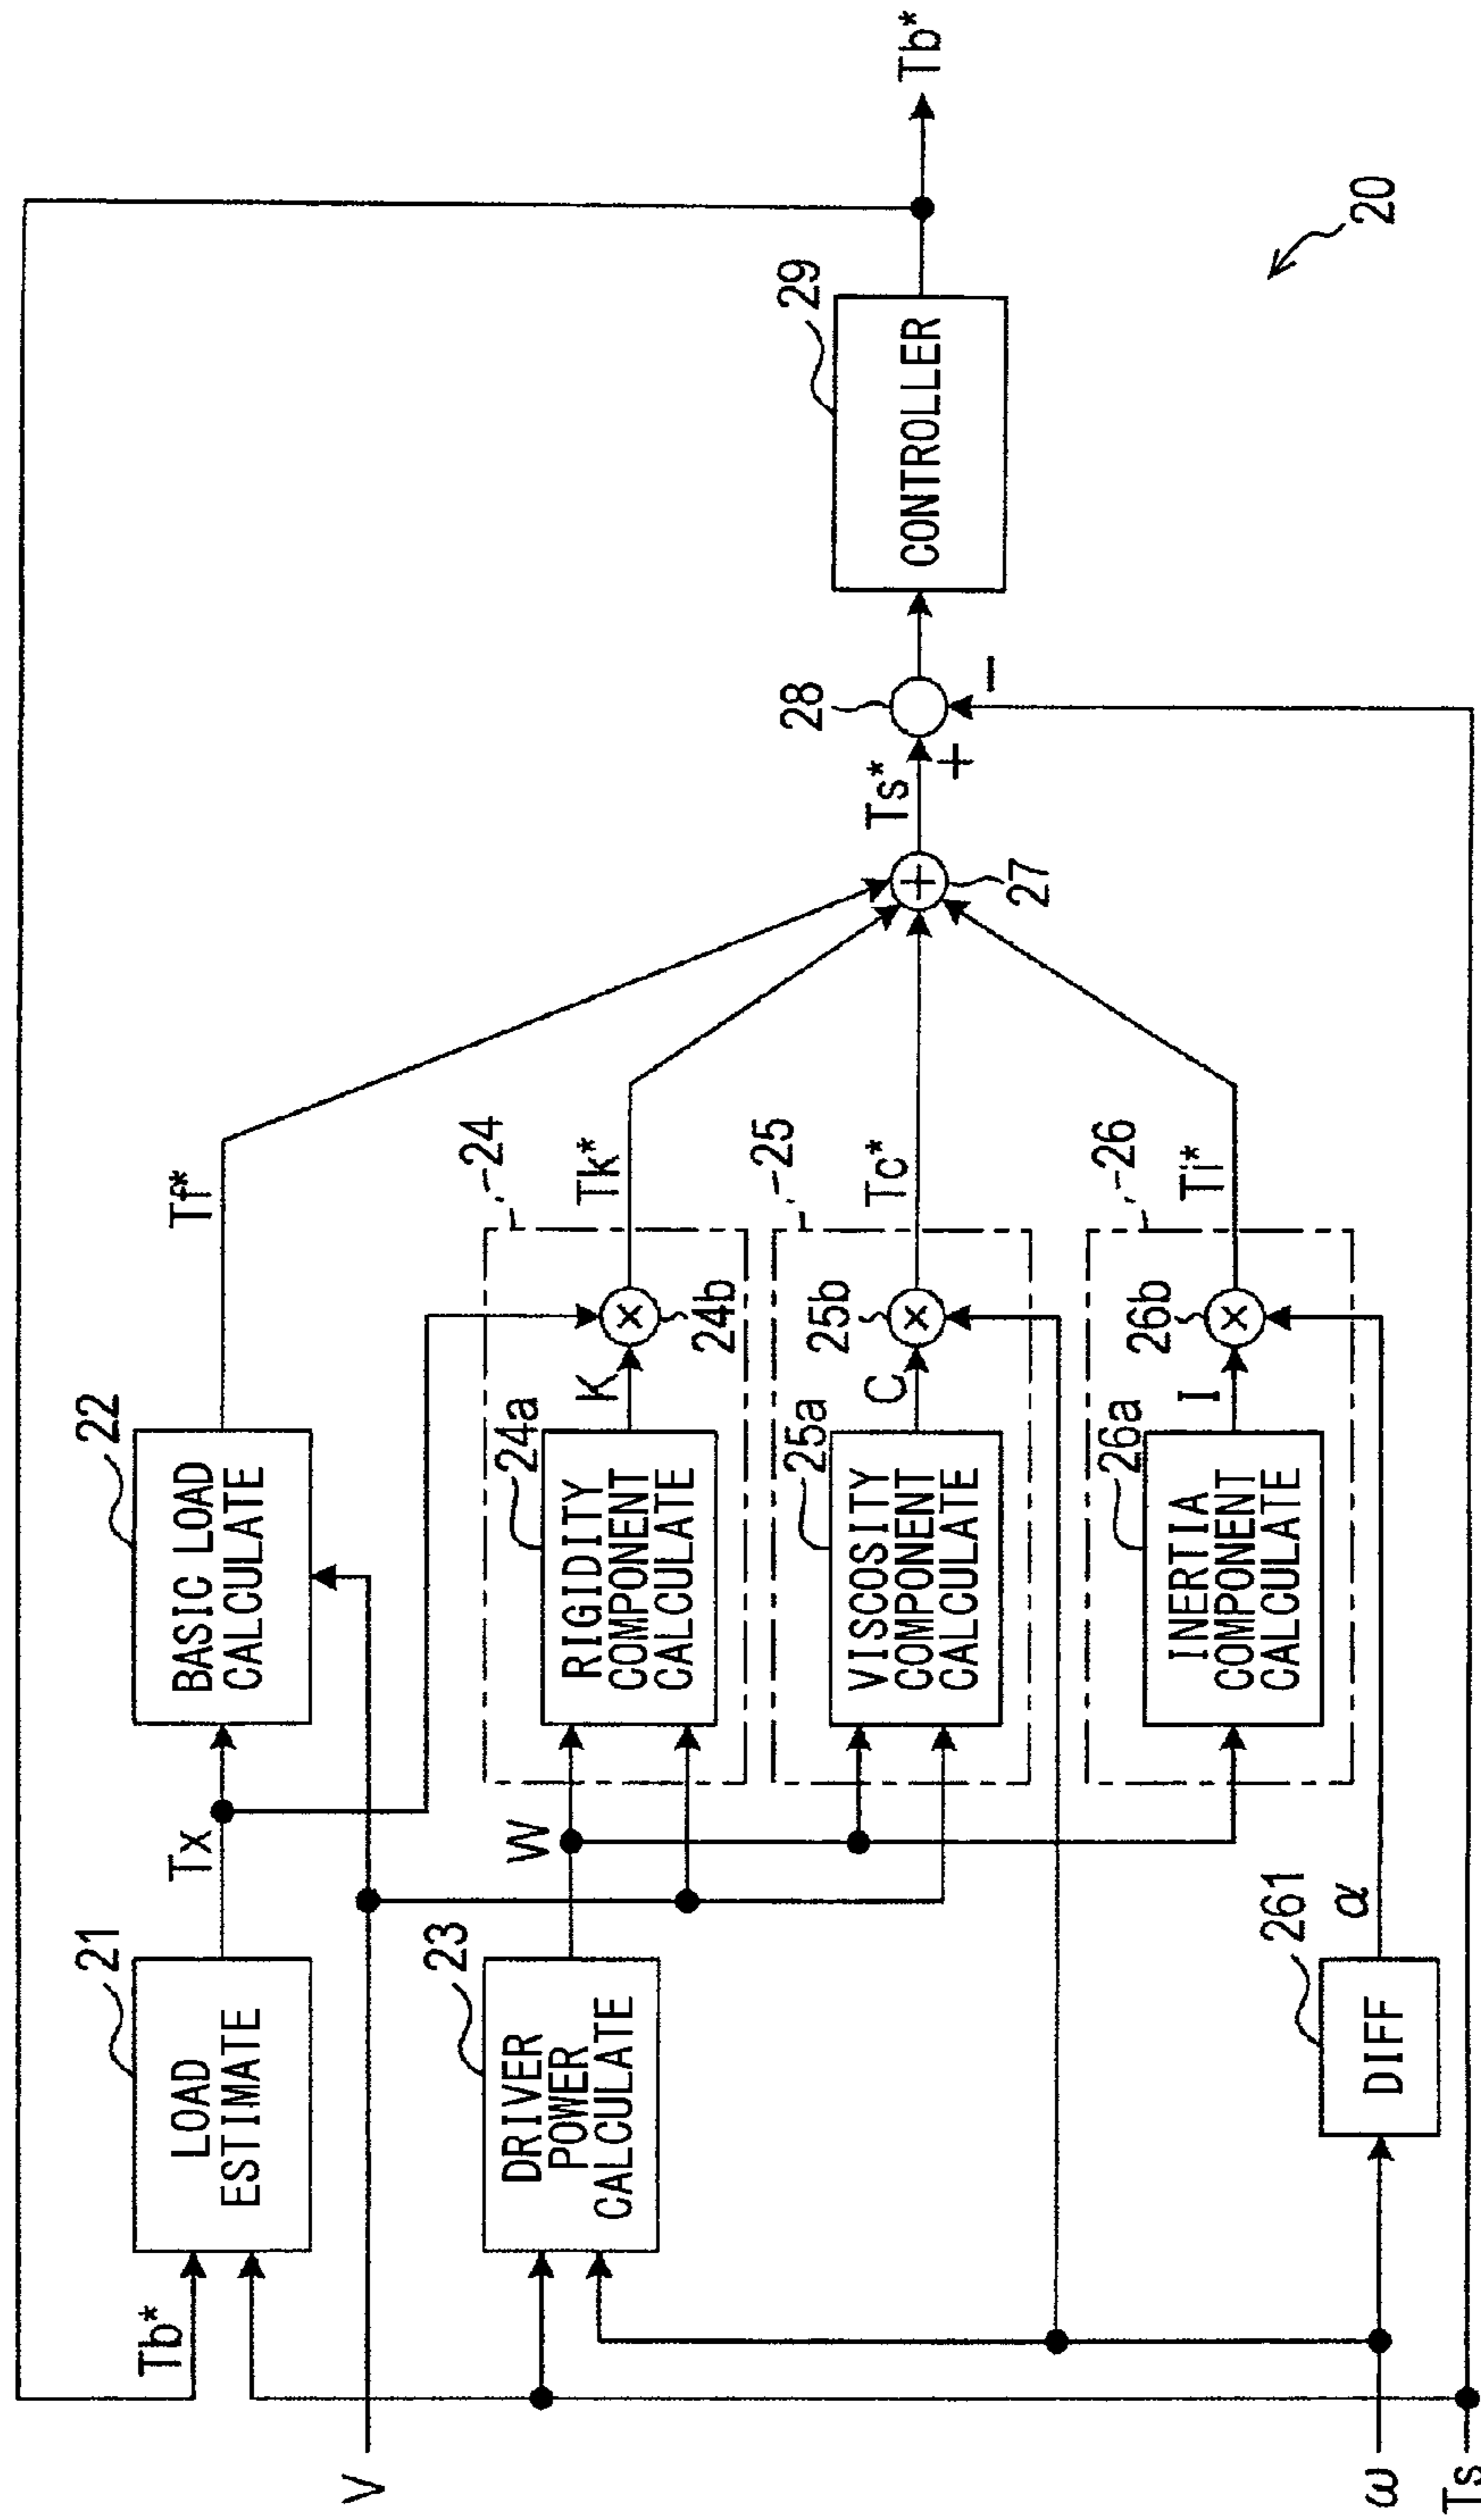 Tb*
21
LOAD
ESTIMATE
Tx
22
BASIC LOAD
CALCULATE
Tf*
V
23
DRIVER
POWER
CALCULATE
W
24
24a
RIGIDITY
COMPONENT
CALCULATE
K
24b
Tk*
25
25a
VISCOSITY
COMPONENT
CALCULATE
C
25b
Tc*
26
26a
INERTIA
COMPONENT
CALCULATE
I
26b
Ti*
261
DIFF
α
ω
Ts
+
27
Ts*
+
−
28
29
CONTROLLER
Tb*
20
×
×
×